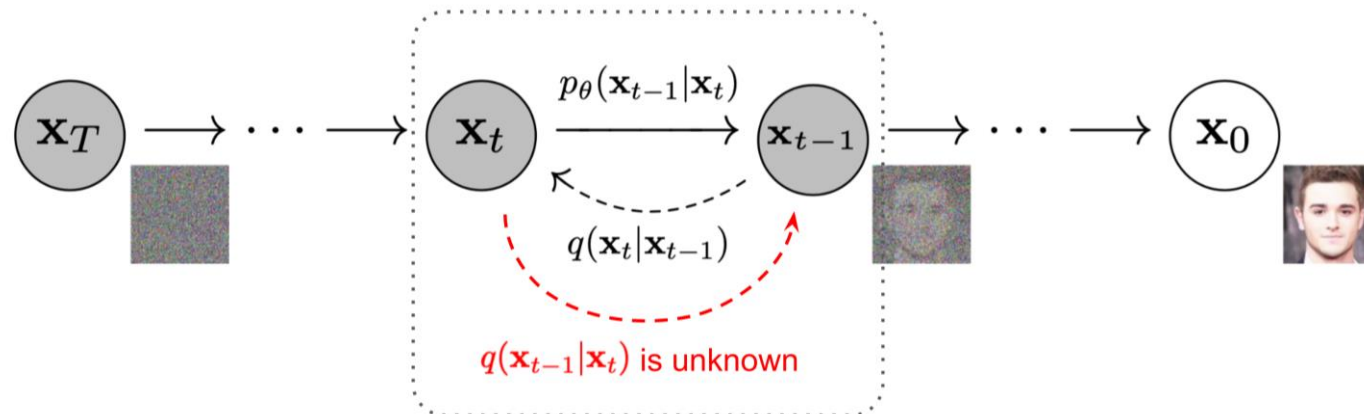 p_θ(x_{t−1}|x_t)
x_T → ⋯ → x_t → x_{t−1} → ⋯ → x_0
q(x_t|x_{t−1})
q(x_{t−1}|x_t) is unknown